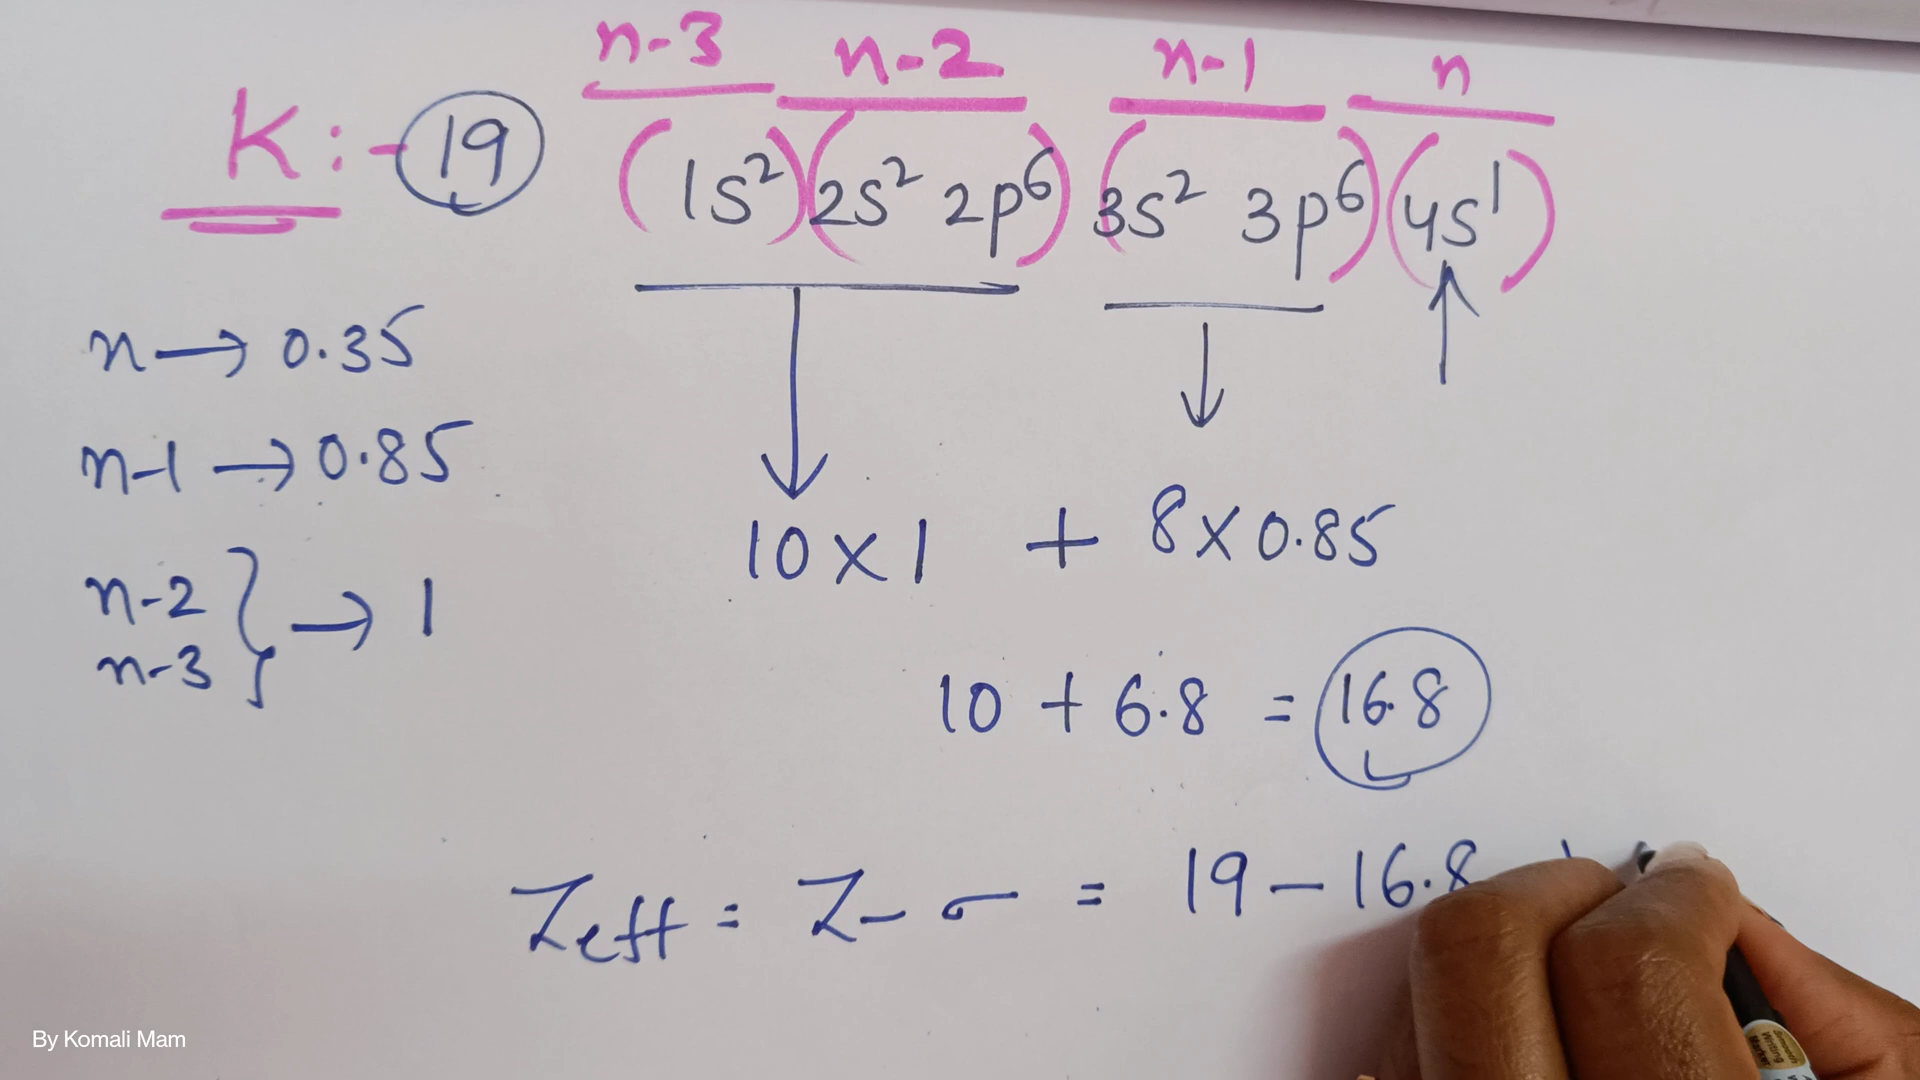 n-3 n-2 n-1 n
K:- 19 (1s²)(2s² 2p⁶) (3s² 3p⁶)(4s¹)
n → 0.35
n-1 → 0.85
n-2
n-3 } → 1
10 × 1 + 8 × 0.85
10 + 6.8 = 16.8
Zeff = Z - σ = 19 - 16.8
By Komali Mam